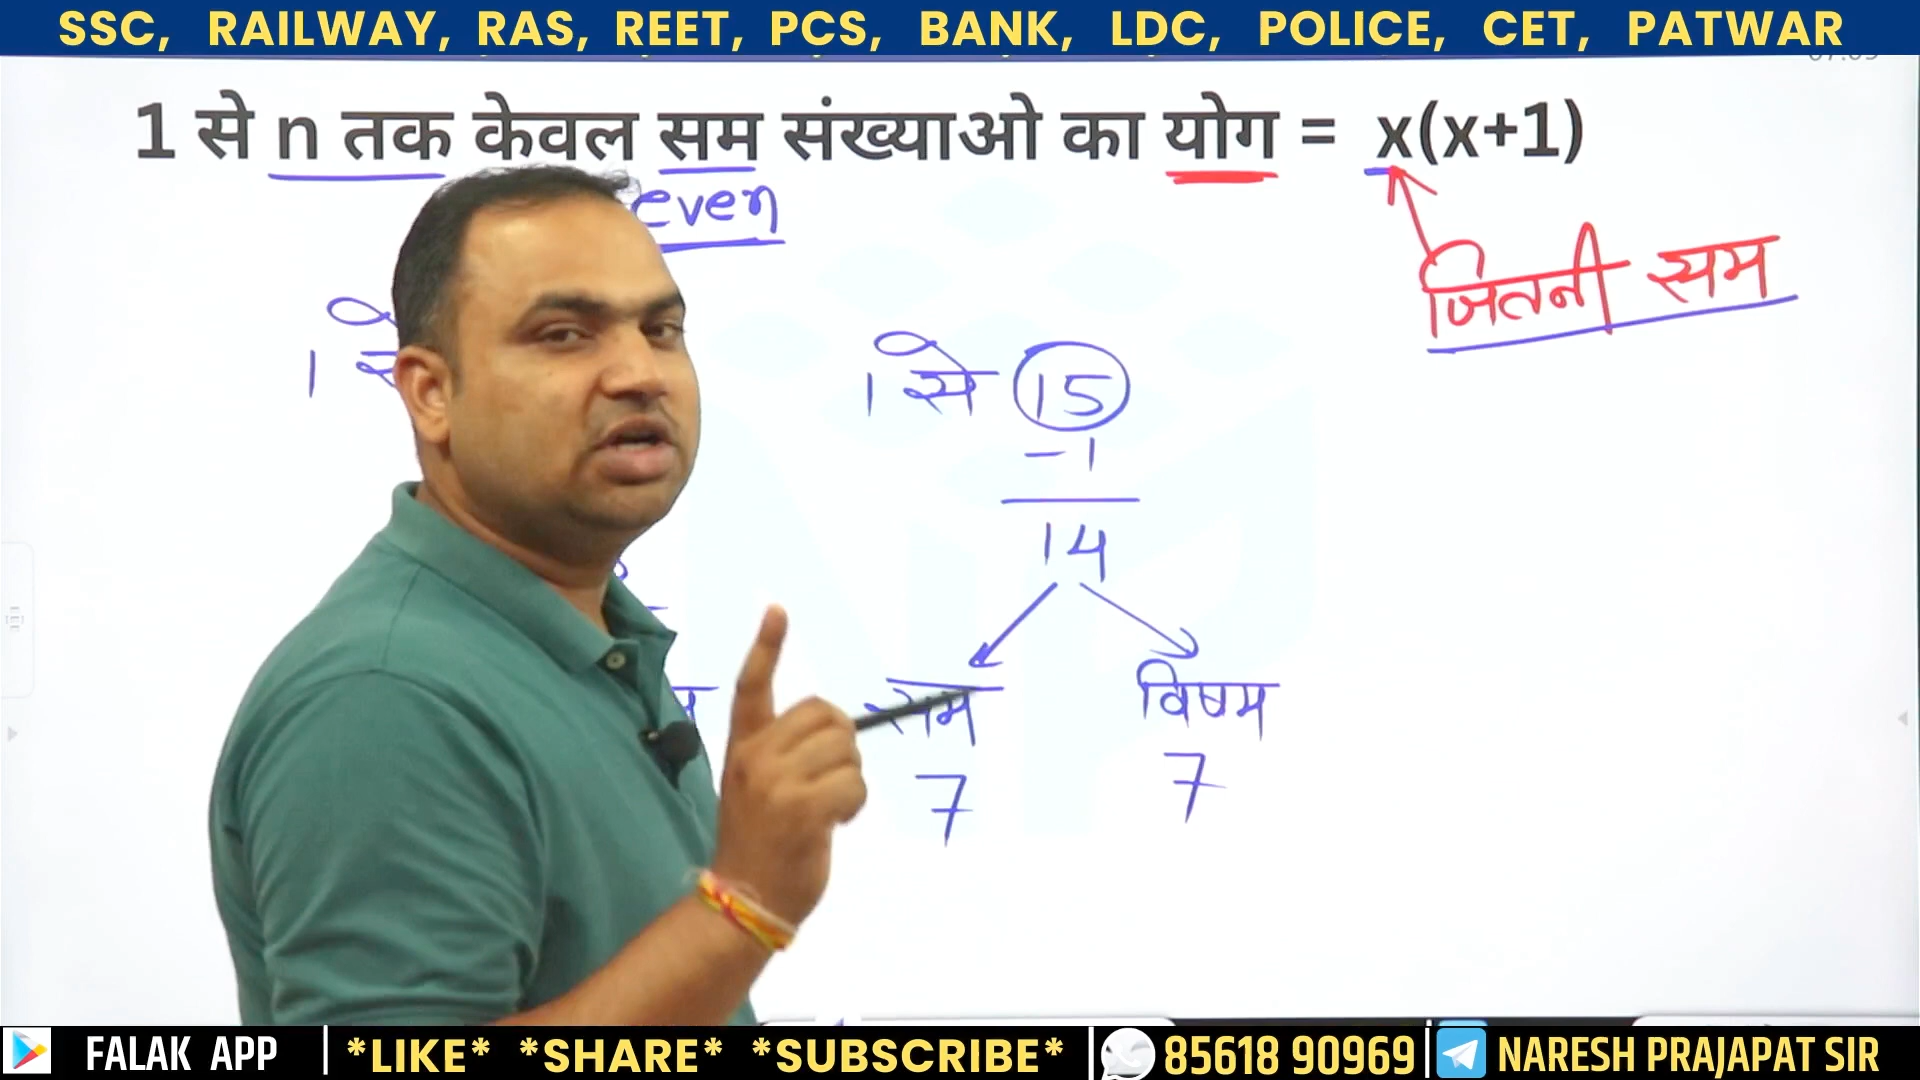 SSC, RAILWAY, RAS, REET, PCS, BANK, LDC, POLICE, CET, PATWAR
1 से n तक केवल सम संख्याओ का योग = x(x+1)
even
जितनी सम
1 से 15
-1
14
सम विषम
7 7
FALAK APP *LIKE* *SHARE* *SUBSCRIBE* 85618 90969 NARESH PRAJAPAT SIR